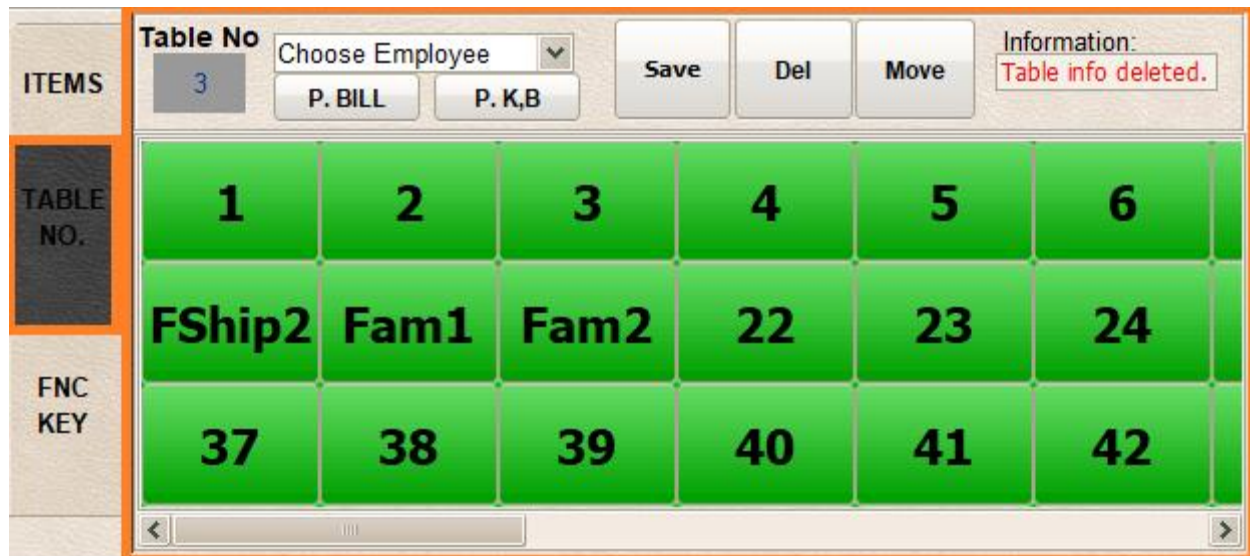 ITEMS
TABLE
NO.
FNC
KEY
Table No
3
Choose Employee
P. BILL
P. K,B
Save
Del
Move
Information:
Table info deleted.
1 2 3 4 5 6
FShip2 Fam1 Fam2 22 23 24
37 38 39 40 41 42